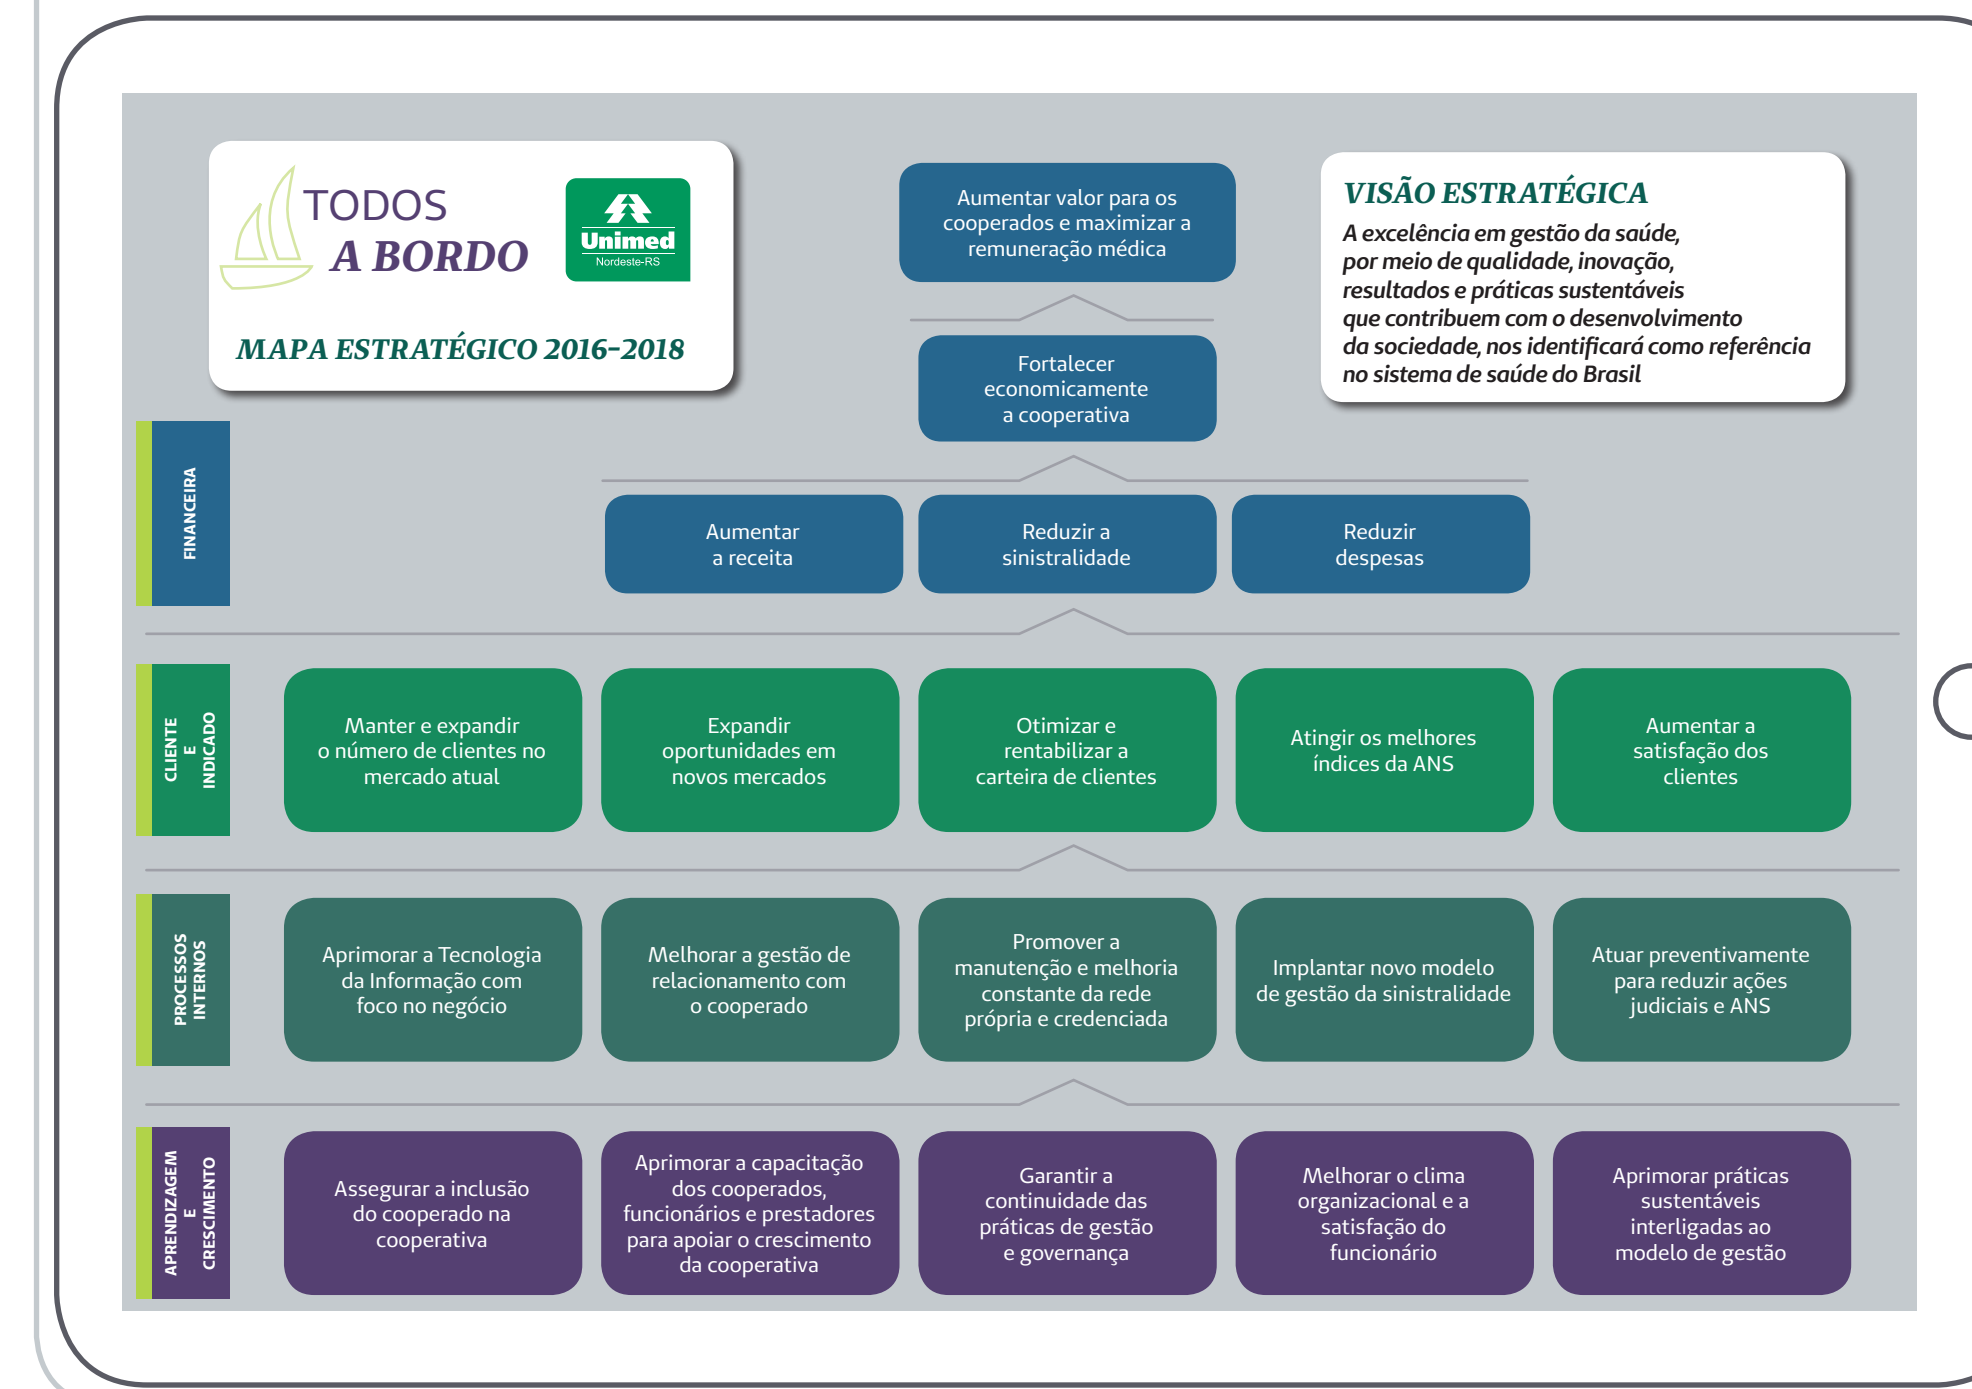 TODOS
A BORDO
Unimed
Nordeste-RS
MAPA ESTRATÉGICO 2016-2018
Aumentar valor para os
cooperados e maximizar a
remuneração médica
VISÃO ESTRATÉGICA
A excelência em gestão da saúde,
por meio de qualidade, inovação,
resultados e práticas sustentáveis
que contribuem com o desenvolvimento
da sociedade, nos identificará como referência
no sistema de saúde do Brasil
Fortalecer
economicamente
a cooperativa
FINANCEIRA
Aumentar
a receita
Reduzir a
sinistralidade
Reduzir
despesas
CLIENTE
E
INDICADO
Manter e expandir
o número de clientes no
mercado atual
Expandir
oportunidades em
novos mercados
Otimizar e
rentabilizar a
carteira de clientes
Atingir os melhores
índices da ANS
Aumentar a
satisfação dos
clientes
PROCESSOS
INTERNOS
Aprimorar a Tecnologia
da Informação com
foco no negócio
Melhorar a gestão de
relacionamento com
o cooperado
Promover a
manutenção e melhoria
constante da rede
própria e credenciada
Implantar novo modelo
de gestão da sinistralidade
Atuar preventivamente
para reduzir ações
judiciais e ANS
APRENDIZAGEM
E
CRESCIMENTO
Assegurar a inclusão
do cooperado na
cooperativa
Aprimorar a capacitação
dos cooperados,
funcionários e prestadores
para apoiar o crescimento
da cooperativa
Garantir a
continuidade das
práticas de gestão
e governança
Melhorar o clima
organizacional e a
satisfação do
funcionário
Aprimorar práticas
sustentáveis
interligadas ao
modelo de gestão